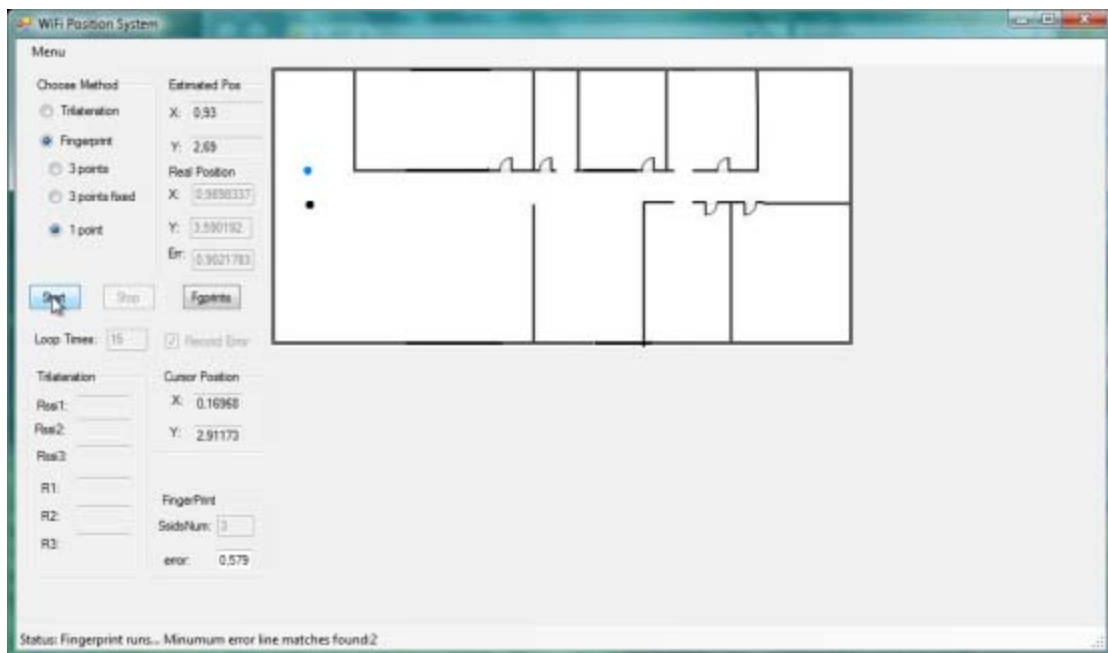 WiFi Position System
Menu
Choose Method
Trilateration
Fingerprint
3 points
3 points fixed
1 point
Estimated Pos
X: 0,93
Y: 2,69
Real Position
X: 0.9898337
Y: 3.590192
Err: 0.9021783
Start
Stop
Fgprints
Loop Times: 15
Record Error
Trilateration
Rssi1:
Rssi2:
Rssi3:
R1:
R2:
R3:
Cursor Position
X: 0.16968
Y: 2.91173
FingerPrint
SsidsNum: 3
error: 0,579
Status: Fingerprint runs... Minumum error line matches found:2